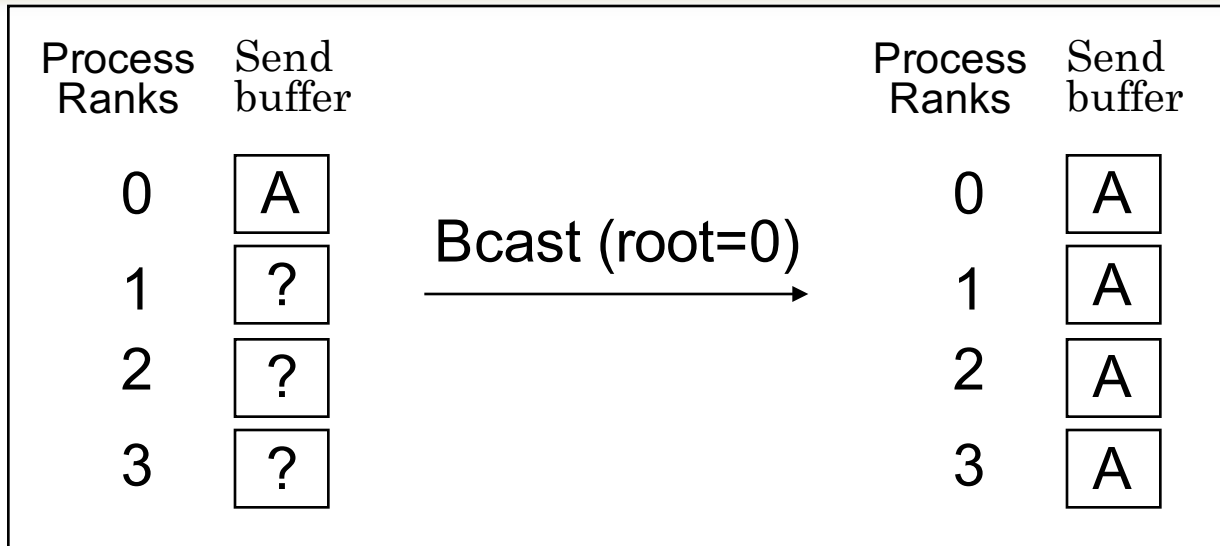 Process Send Process Send
Ranks buffer Ranks buffer
0 A 0 A
Bcast (root=0)
1 ? 1 A
2 ? 2 A
3 ? 3 A